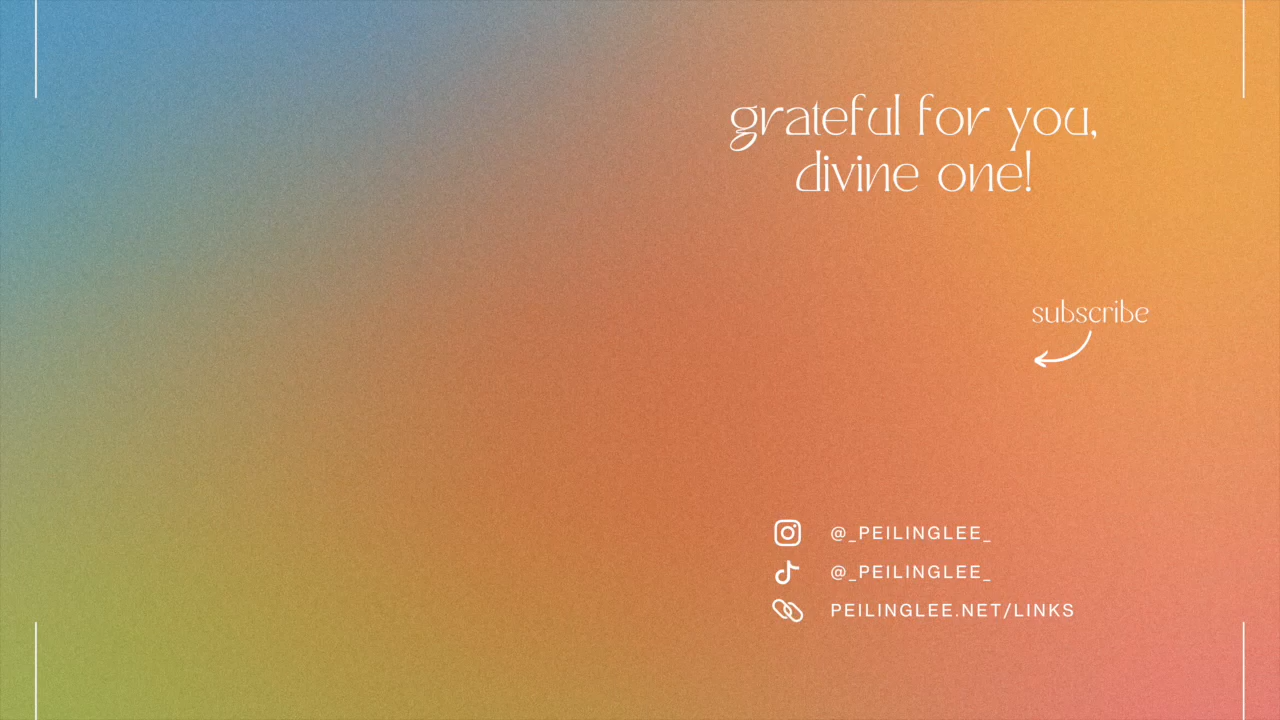 grateful for you,
divine one!
subscribe
@_PEILINGLEE_
@_PEILINGLEE_
PEILINGLEE.NET/LINKS